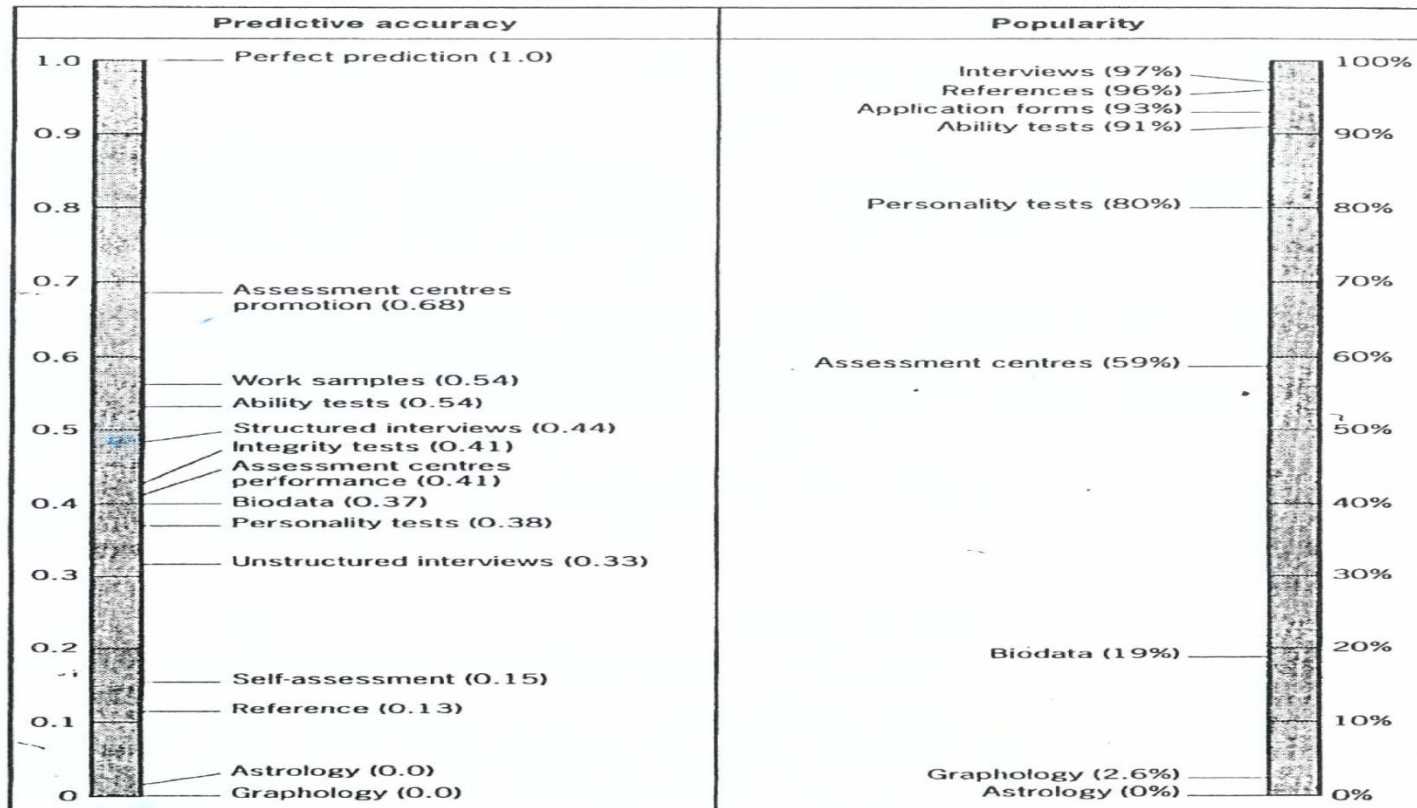 Predictive accuracy
Popularity
1.0
Perfect prediction (1.0)
0.9
0.8
0.7
Assessment centres
promotion (0.68)
0.6
Work samples (0.54)
Ability tests (0.54)
0.5
Structured interviews (0.44)
Integrity tests (0.41)
Assessment centres
performance (0.41)
0.4
Biodata (0.37)
Personality tests (0.38)
Unstructured interviews (0.33)
0.3
0.2
Self-assessment (0.15)
Reference (0.13)
0.1
Astrology (0.0)
0
Graphology (0.0)
100%
Interviews (97%)
References (96%)
Application forms (93%)
Ability tests (91%)
90%
Personality tests (80%)
80%
70%
Assessment centres (59%)
60%
50%
40%
30%
Biodata (19%)
20%
10%
Graphology (2.6%)
Astrology (0%)
0%